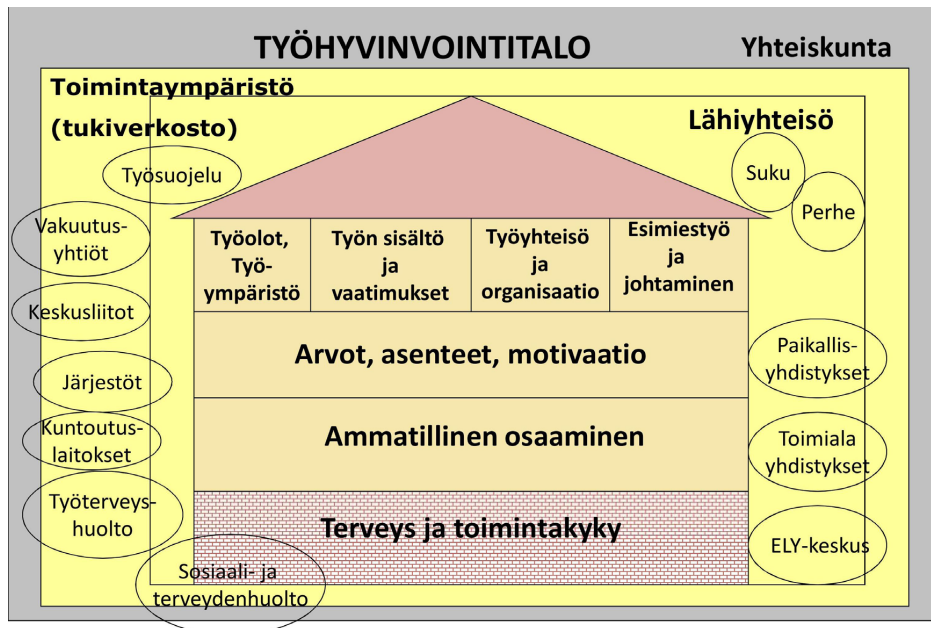 TYÖHYVINVOINTITALO
Yhteiskunta
Toimintaympäristö
(tukiverkosto)
Lähiyhteisö
Työsuojelu
Suku
Perhe
Vakuutus-
yhtiöt
Keskusliitot
Järjestöt
Kuntoutus-
laitokset
Työterveys-
huolto
Sosiaali- ja
terveydenhuolto
Työolot,
Työ-
ympäristö
Työn sisältö
ja
vaatimukset
Työyhteisö
ja
organisaatio
Esimiestyö
ja
johtaminen
Arvot, asenteet, motivaatio
Ammatillinen osaaminen
Terveys ja toimintakyky
Paikallis-
yhdistykset
Toimiala
yhdistykset
ELY-keskus